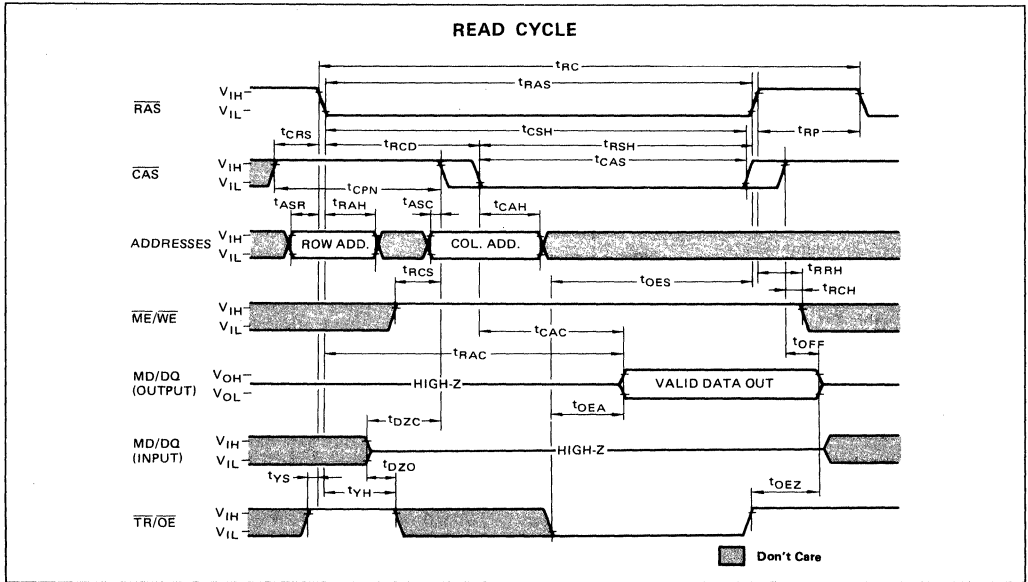 READ CYCLE
tRC
tRAS
RAS VIH VIL
tCRS tCSH tRP
tRCD tRSH
tCAS
CAS VIH VIL
tCPN
tASR tRAH tASC tCAH
ADDRESSES VIH VIL ROW ADD. COL. ADD.
tRCS tOES tRRH
tRCH
ME/WE VIH VIL
tCAC
tRAC tOFF
MD/DQ (OUTPUT) VOH VOL HIGH-Z VALID DATA OUT
tOEA
tDZC
MD/DQ (INPUT) VIH VIL HIGH-Z
tDZO
tYS tYH tOEZ
TR/OE VIH VIL
Don't Care